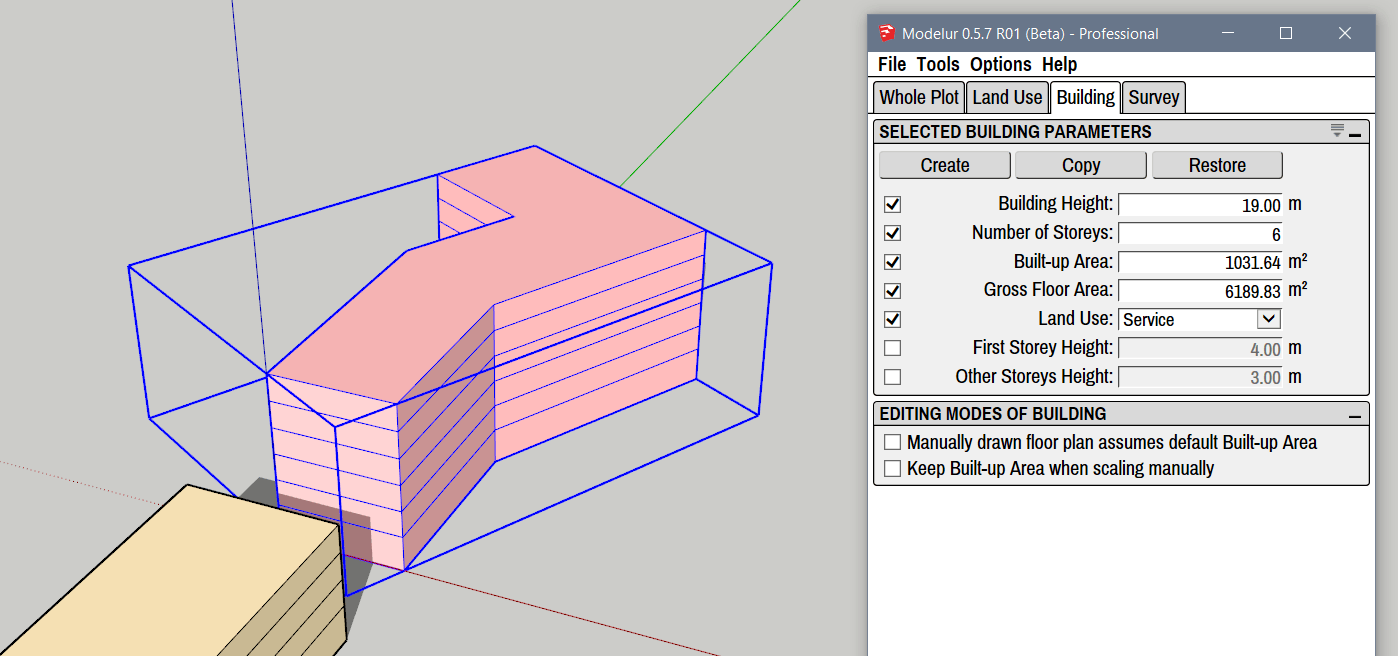 Modelur 0.5.7 R01 (Beta) - Professional
File Tools Options Help
Whole Plot Land Use Building Survey
SELECTED BUILDING PARAMETERS
Create Copy Restore
Building Height: 19.00 m
Number of Storeys: 6
Built-up Area: 1031.64 m²
Gross Floor Area: 6189.83 m²
Land Use: Service
First Storey Height: 4.00 m
Other Storeys Height: 3.00 m
EDITING MODES OF BUILDING
Manually drawn floor plan assumes default Built-up Area
Keep Built-up Area when scaling manually